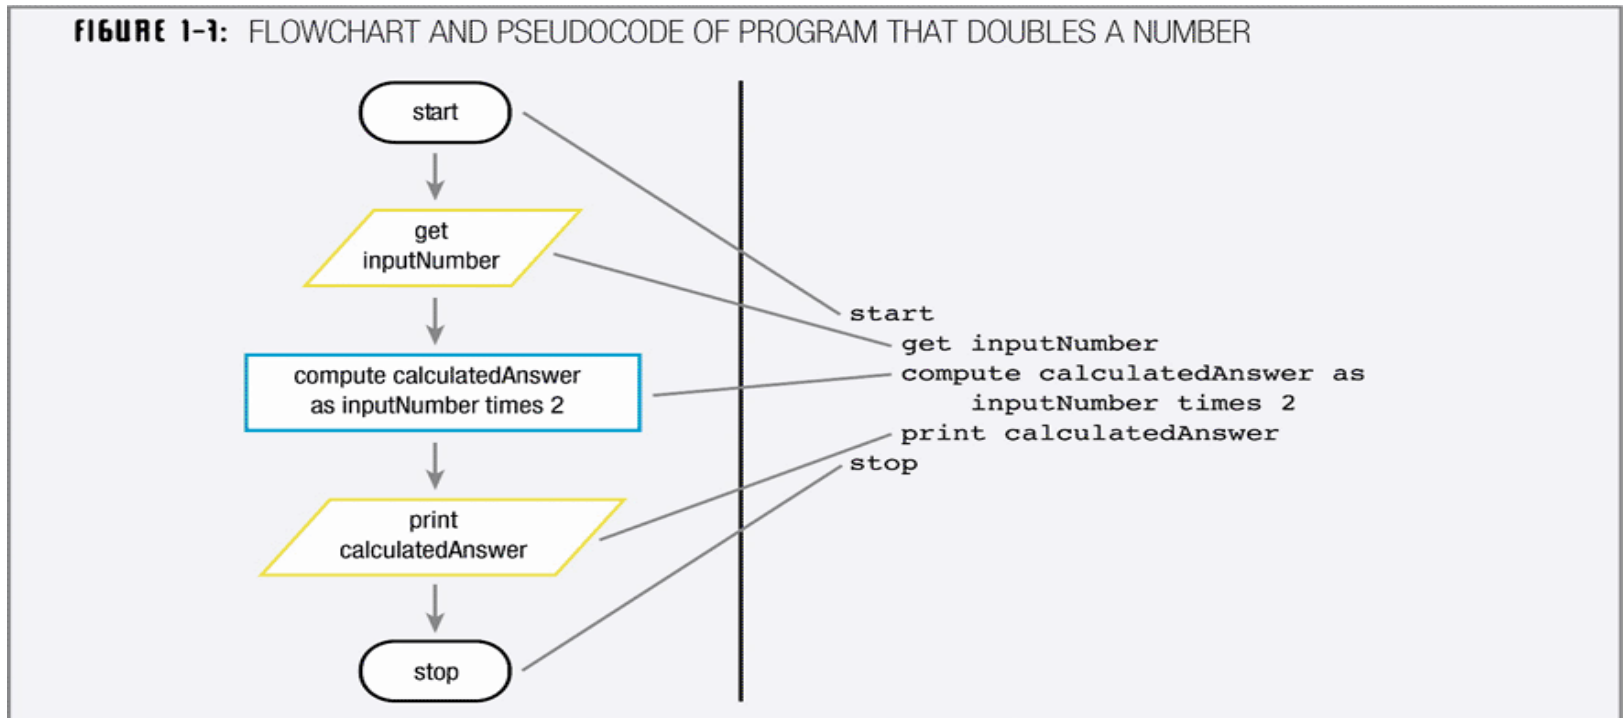 FIGURE 1-7: FLOWCHART AND PSEUDOCODE OF PROGRAM THAT DOUBLES A NUMBER
start
get
inputNumber
compute calculatedAnswer
as inputNumber times 2
print
calculatedAnswer
stop
start
get inputNumber
compute calculatedAnswer as
inputNumber times 2
print calculatedAnswer
stop